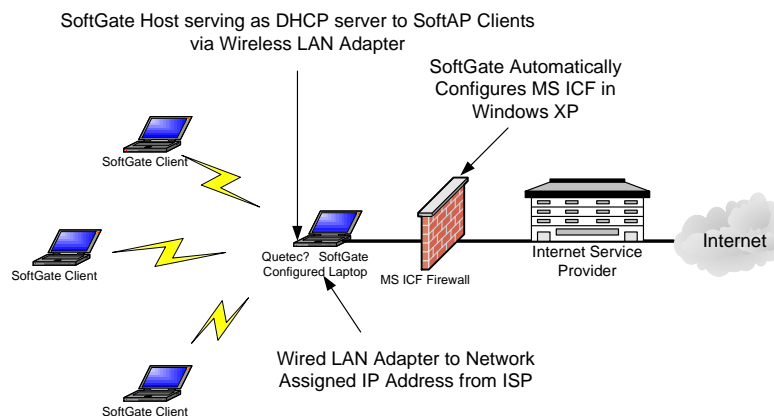 SoftGate Host serving as DHCP server to SoftAP Clients
via Wireless LAN Adapter
SoftGate Automatically
Configures MS ICF in
Windows XP
SoftGate Client
SoftGate Client
SoftGate Client
Quetec? SoftGate
Configured Laptop
MS ICF Firewall
Internet Service
Provider
Internet
Wired LAN Adapter to Network
Assigned IP Address from ISP